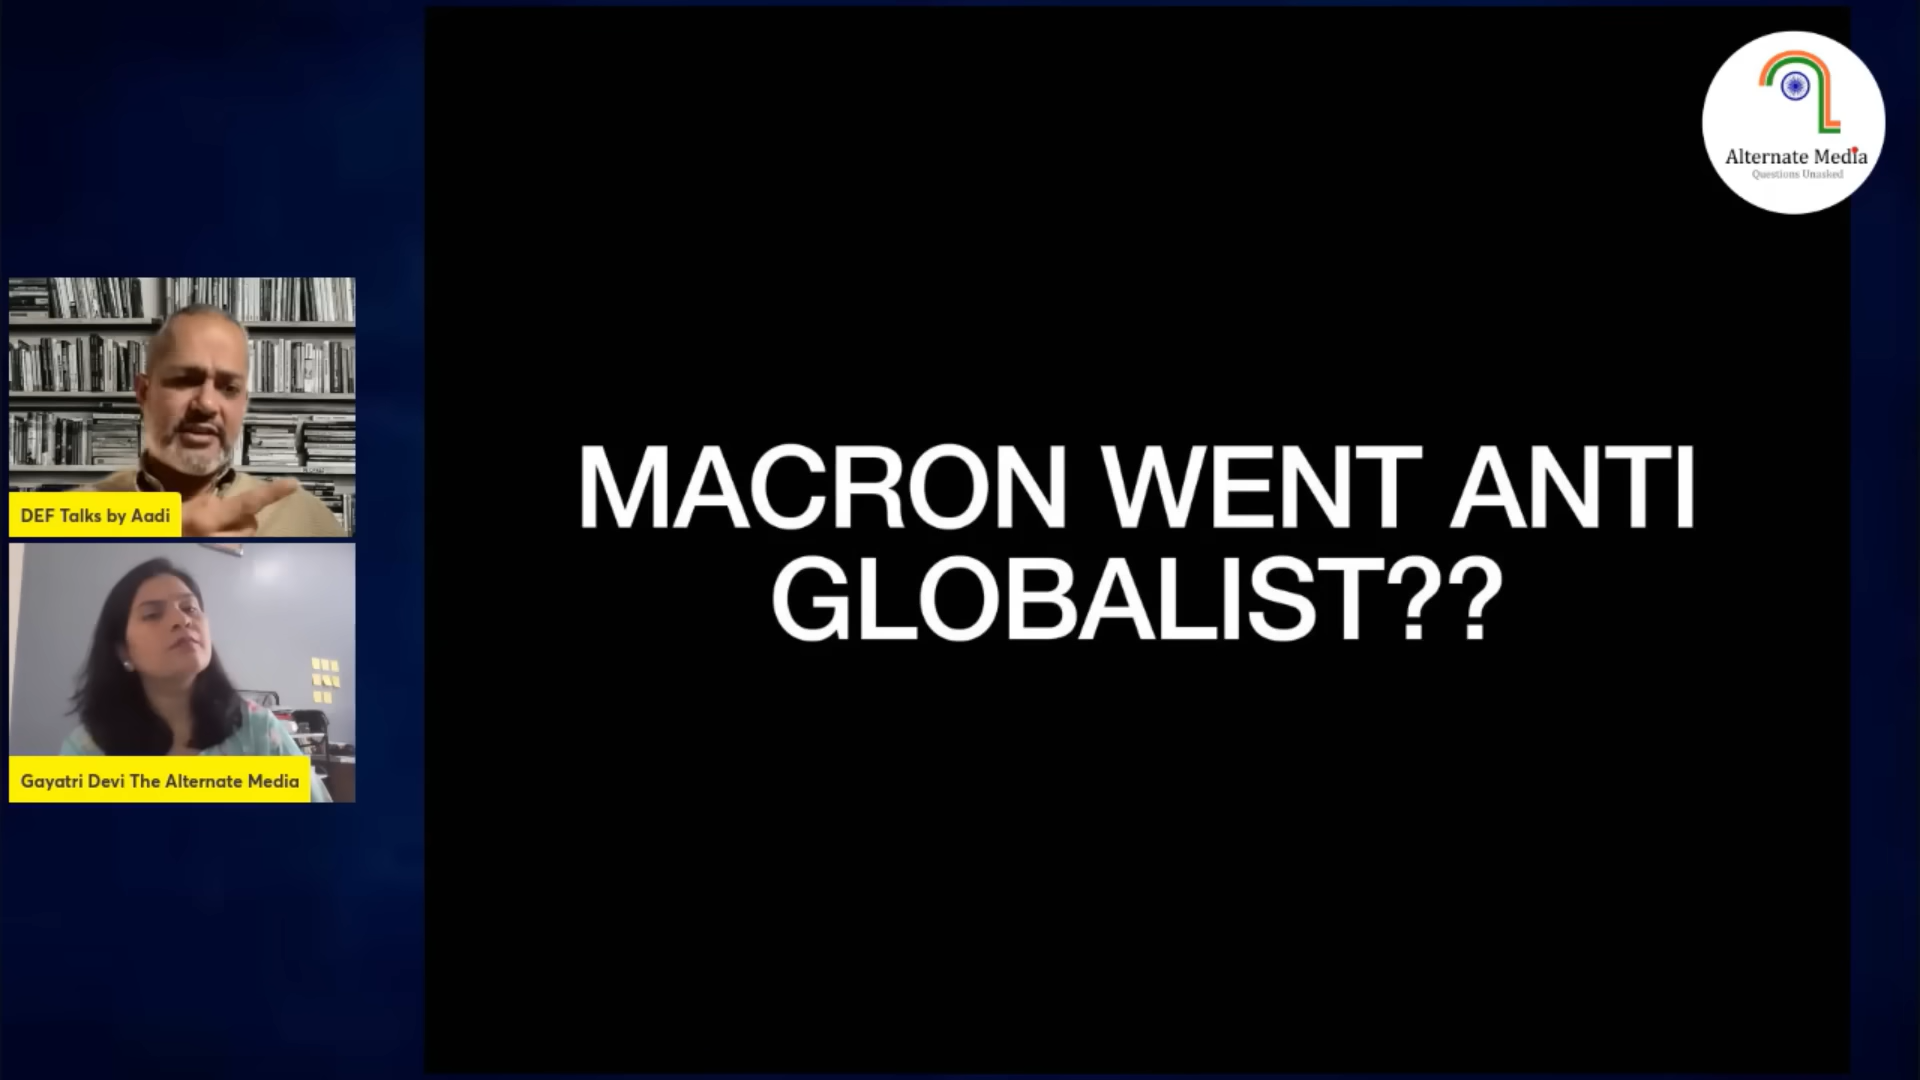 Alternate Media
Questions Unasked
MACRON WENT ANTI
GLOBALIST??
DEF Talks by Aadi
Gayatri Devi The Alternate Media